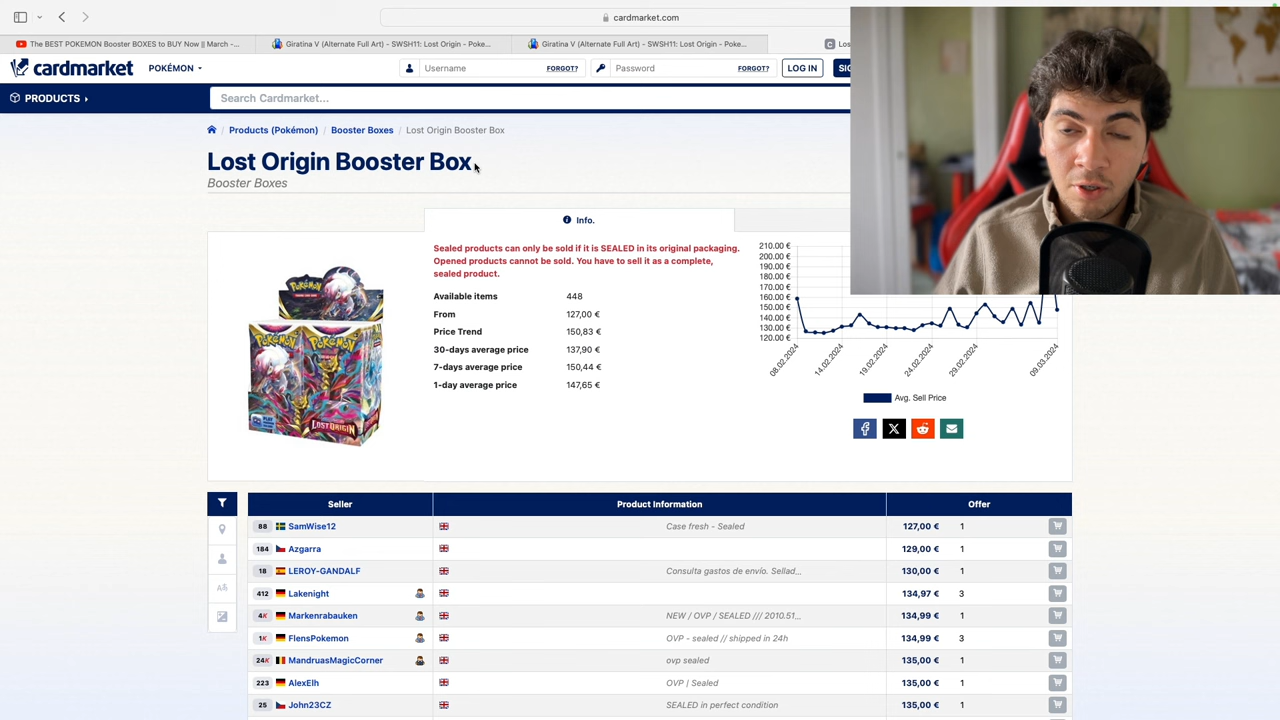 cardmarket.com
The BEST POKEMON Booster BOXES to BUY Now || March -...
Giratina V (Alternate Full Art) - SWSH11: Lost Origin - Poke...
Giratina V (Alternate Full Art) - SWSH11: Lost Origin - Poke...
C Los
cardmarket
POKÉMON
Username
FORGOT?
Password
FORGOT?
LOG IN
PRODUCTS
Search Cardmarket...
/ Products (Pokémon) / Booster Boxes / Lost Origin Booster Box
Lost Origin Booster Box
Booster Boxes
Info.
Sealed products can only be sold if it is SEALED in its original packaging.
Opened products cannot be sold. You have to sell it as a complete,
sealed product.
Available items 448
From 127,00 €
Price Trend 150,83 €
30-days average price 137,90 €
7-days average price 150,44 €
1-day average price 147,65 €
210.00 €
200.00 €
190.00 €
180.00 €
170.00 €
160.00 €
150.00 €
140.00 €
130.00 €
120.00 €
08.02.2024
14.02.2024
19.02.2024
24.02.2024
29.02.2024
09.03.2024
Avg. Sell Price
POKÉMON
POKÉMON
POKÉMON
LOST ORIGIN
Seller Product Information Offer
88 SamWise12 Case fresh - Sealed 127,00 € 1
184 Azgarra 129,00 € 1
18 LEROY-GANDALF Consulta gastos de envío. Sellad... 130,00 € 1
412 Lakenight 134,97 € 3
4K Markenrabauken NEW / OVP / SEALED /// 2010.51... 134,99 € 1
1K FlensPokemon OVP - sealed // shipped in 24h 134,99 € 3
24K MandruasMagicCorner ovp sealed 135,00 € 1
223 AlexElh OVP | Sealed 135,00 € 1
25 John23CZ SEALED in perfect condition 135,00 € 1